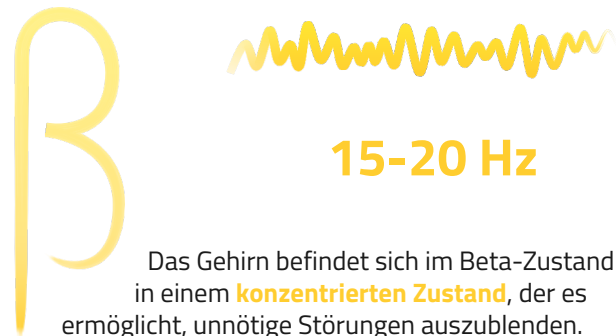 β
15-20 Hz
Das Gehirn befindet sich im Beta-Zustand
in einem konzentrierten Zustand, der es
ermöglicht, unnötige Störungen auszublenden.